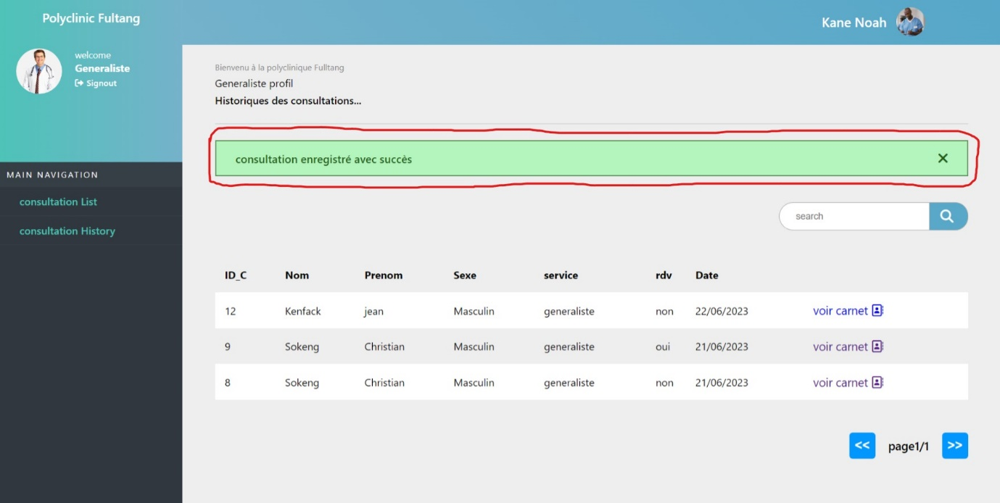 Polyclinic Fultang
Kane Noah
welcome
Generaliste
Signout
Bienvenu à la polyclinique Fulltang
Generaliste profil
Historiques des consultations...
consultation enregistré avec succès
MAIN NAVIGATION
consultation List
consultation History
search
ID_C Nom Prenom Sexe service rdv Date
12 Kenfack jean Masculin generaliste non 22/06/2023 voir carnet
9 Sokeng Christian Masculin generaliste oui 21/06/2023 voir carnet
8 Sokeng Christian Masculin generaliste non 21/06/2023 voir carnet
<< page1/1 >>